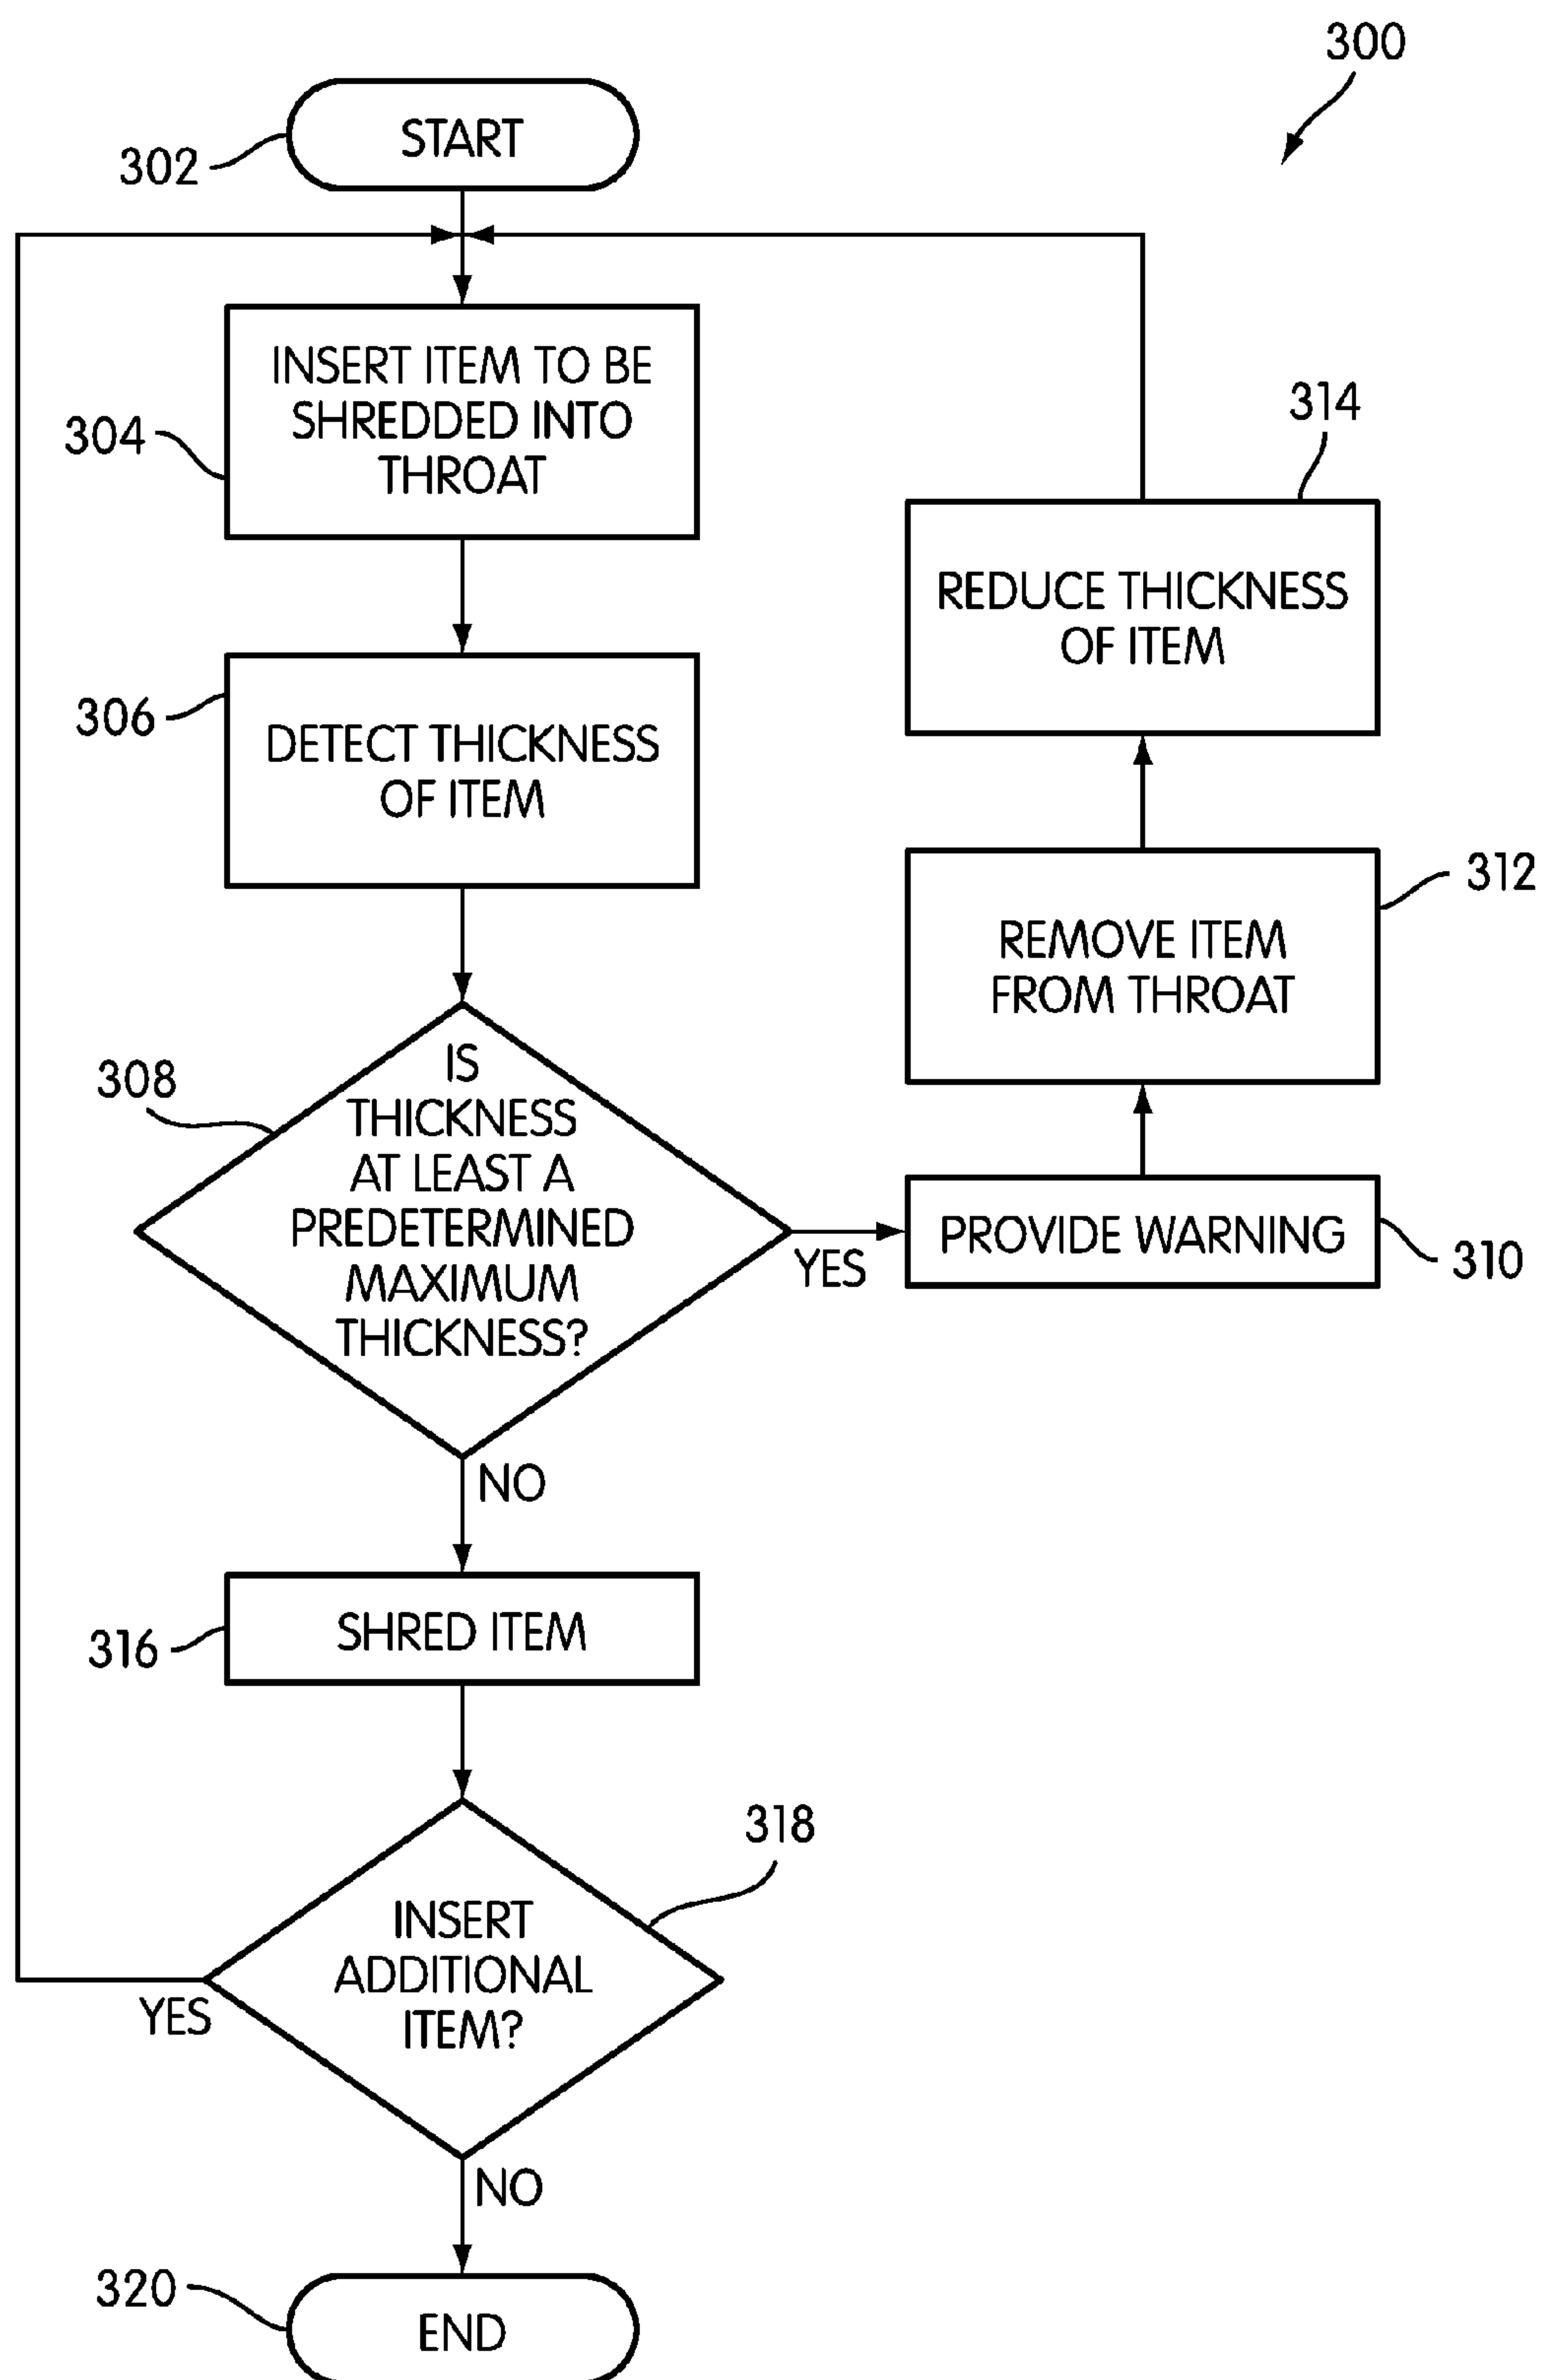 300
START
302
INSERT ITEM TO BE
SHREDDED INTO
THROAT
304
314
REDUCE THICKNESS
OF ITEM
306
DETECT THICKNESS
OF ITEM
312
REMOVE ITEM
FROM THROAT
308
IS
THICKNESS
AT LEAST A
PREDETERMINED
MAXIMUM
THICKNESS?
YES
PROVIDE WARNING
310
NO
SHRED ITEM
316
318
INSERT
ADDITIONAL
ITEM?
YES
NO
320
END